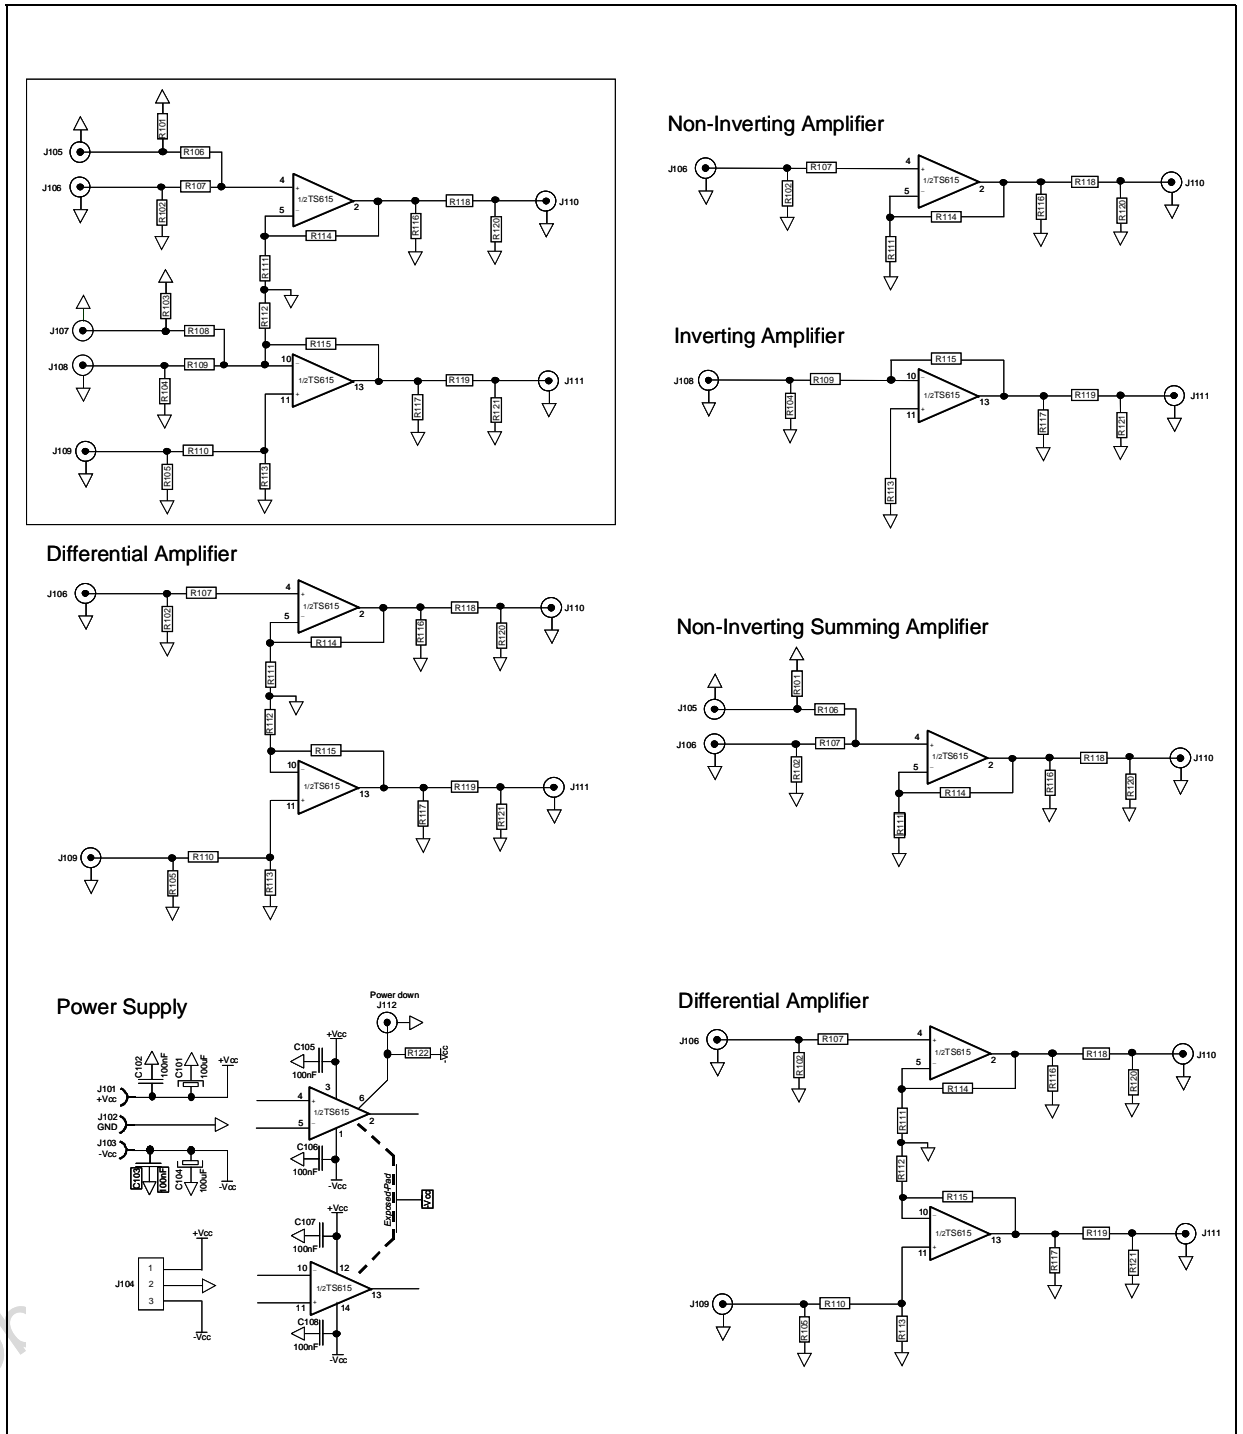 R101
J105
R106
J106
R107
4
+
1/2TS615
2
5
−
R102
R118
J110
R116
R120
R114
R111
R103
R112
J107
R108
R115
J108
R109
10
−
1/2TS615
13
R119
J111
R104
11
+
R117
R121
J109
R110
R105
R113
Non-Inverting Amplifier
J106
R107
4
+
1/2TS615
2
5
−
R102
R118
J110
R116
R120
R114
R111
Inverting Amplifier
R115
J108
R109
10
−
1/2TS615
13
R119
J111
R104
11
+
R117
R121
R113
Differential Amplifier
J106
R107
4
+
1/2TS615
2
5
−
R102
R118
J110
R116
R120
R114
R111
R112
R115
10
−
1/2TS615
13
R119
J111
11
+
R117
R121
J109
R110
R105
R113
Non-Inverting Summing Amplifier
R101
J105
R106
J106
R107
4
+
1/2TS615
2
5
−
R102
R118
J110
R116
R120
R114
R111
Power Supply
C102
100nF
C101
100uF
+Vcc
J101
+Vcc
J102
GND
J103
-Vcc
C103
100nF
C104
100uF
-Vcc
+Vcc
J104
1
2
3
-Vcc
Power down
J112
+Vcc
C105
100nF
R122
-Vcc
3
6
4
+
1/2TS615
2
5
−
1
C106
100nF
-Vcc
Exposed-Pad
-Vcc
+Vcc
C107
100nF
10
−
12
1/2TS615
13
11
+
14
C108
100nF
-Vcc
Differential Amplifier
J106
R107
4
+
1/2TS615
2
5
−
R102
R118
J110
R116
R120
R114
R111
R112
R115
10
−
1/2TS615
13
R119
J111
11
+
R117
R121
J109
R110
R105
R113